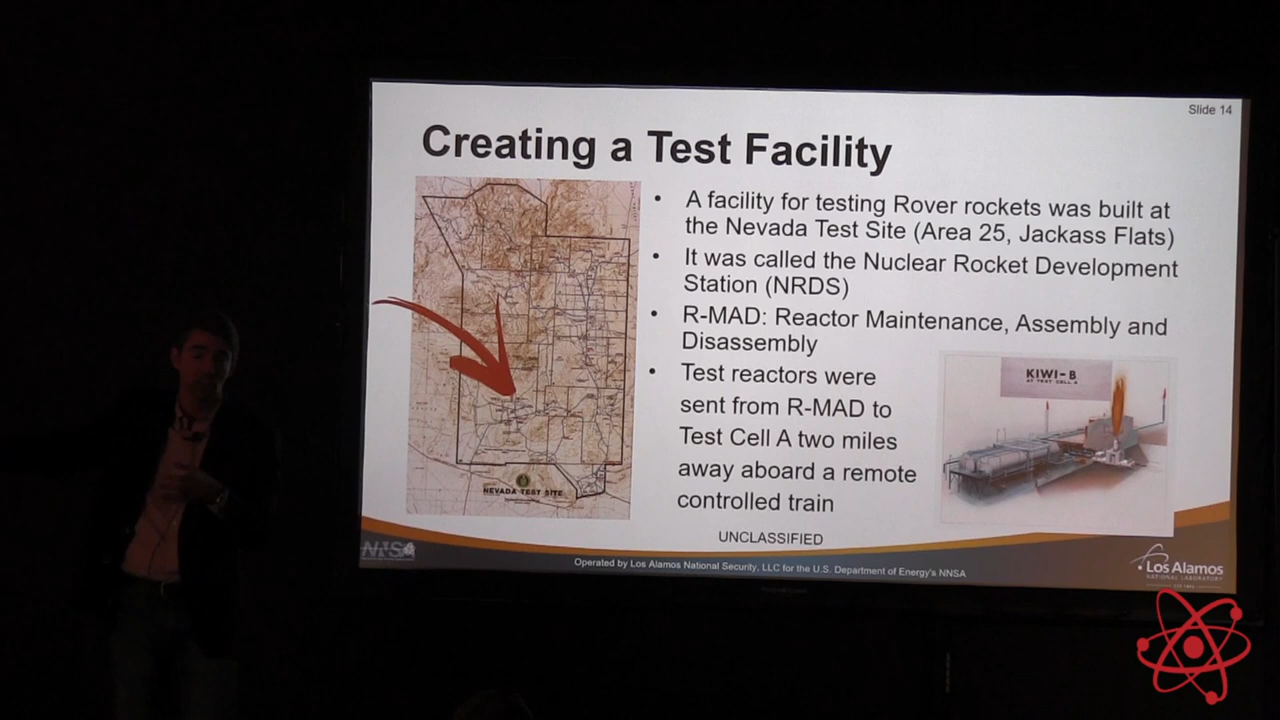 Slide 14
Creating a Test Facility
• A facility for testing Rover rockets was built at
the Nevada Test Site (Area 25, Jackass Flats)
• It was called the Nuclear Rocket Development
Station (NRDS)
• R-MAD: Reactor Maintenance, Assembly and
Disassembly
• Test reactors were
sent from R-MAD to
Test Cell A two miles
away aboard a remote
controlled train
NEVADA TEST SITE
KIWI-B
AT TEST CELL A
UNCLASSIFIED
NNSA
Operated by Los Alamos National Security, LLC for the U.S. Department of Energy's NNSA
Los Alamos
NATIONAL LABORATORY